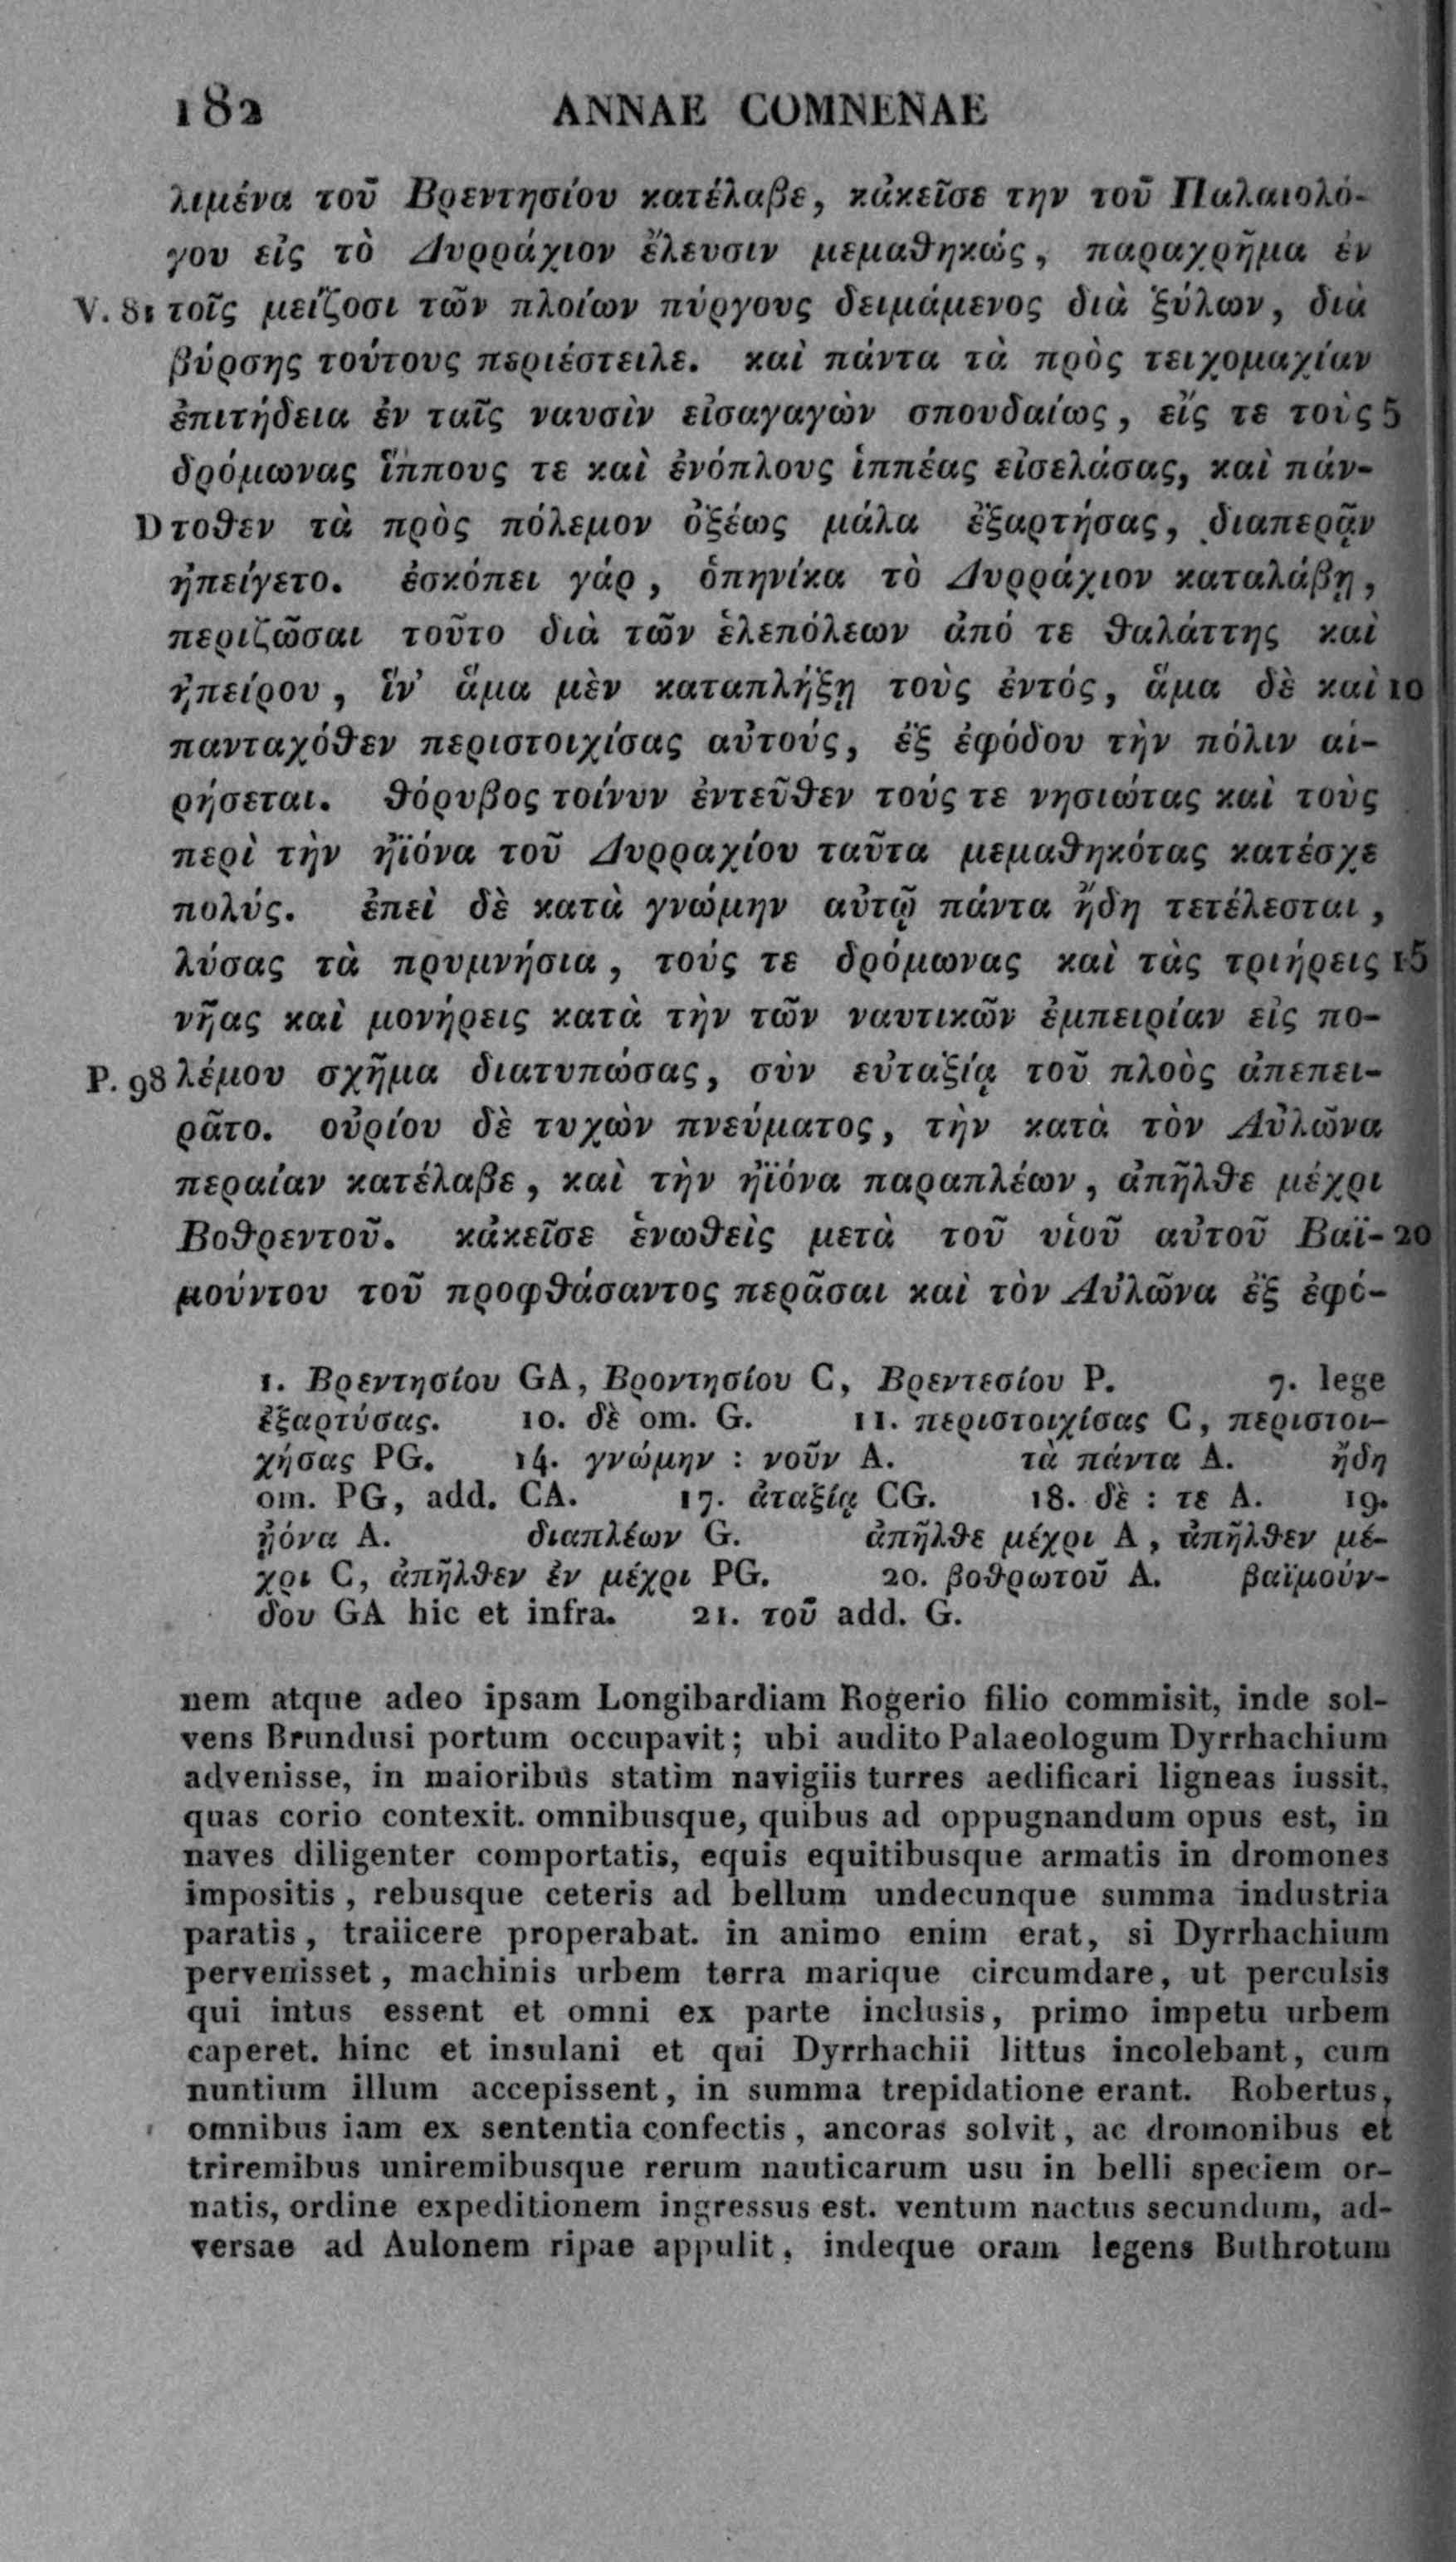 182 ANNAE COMNENAE
λιμένα τοῦ Βρεντησίου κατέλαβε, κἀκεῖσε την τοῦ Παλαιολό-
γου εἰς τὸ Δυρράχιον ἔλευσιν μεμαθηκώς, παραχρῆμα ἐν
V. 81 τοῖς μείζοσι τῶν πλοίων πύργους δειμάμενος διὰ ξύλων, διὰ
βύρσης τούτους περιέστειλε. καὶ πάντα τὰ πρὸς τειχομαχίαν
ἐπιτήδεια ἐν ταῖς ναυσὶν εἰσαγαγὼν σπουδαίως, εἴς τε τοὺς 5
δρόμωνας ἵππους τε καὶ ἐνόπλους ἱππέας εἰσελάσας, καὶ πάν-
D τοθεν τὰ πρὸς πόλεμον ὀξέως μάλα ἐξαρτήσας, διαπερᾷν
ἠπείγετο. ἐσκόπει γάρ, ὁπηνίκα τὸ Δυρράχιον καταλάβῃ,
περιζῶσαι τοῦτο διὰ τῶν ἑλεπόλεων ἀπό τε θαλάττης καὶ
ἠπείρου, ἵν' ἅμα μὲν καταπλήξῃ τοὺς ἐντός, ἅμα δὲ καὶ 10
πανταχόθεν περιστοιχίσας αὐτούς, ἐξ ἐφόδου τὴν πόλιν αἱ-
ρήσεται. θόρυβος τοίνυν ἐντεῦθεν τούς τε νησιώτας καὶ τοὺς
περὶ τὴν ἠϊόνα τοῦ Δυρραχίου ταῦτα μεμαθηκότας κατέσχε
πολύς. ἐπεὶ δὲ κατὰ γνώμην αὐτῷ πάντα ἤδη τετέλεσται,
λύσας τὰ πρυμνήσια, τούς τε δρόμωνας καὶ τὰς τριήρεις 15
νῆας καὶ μονήρεις κατὰ τὴν τῶν ναυτικῶν ἐμπειρίαν εἰς πο-
P. 98 λέμου σχῆμα διατυπώσας, σὺν εὐταξίᾳ τοῦ πλοὸς ἀπεπει-
ρᾶτο. οὐρίου δὲ τυχὼν πνεύματος, τὴν κατὰ τὸν Αὐλῶνα
περαίαν κατέλαβε, καὶ τὴν ἠϊόνα παραπλέων, ἀπῆλθε μέχρι
Βοθρεντοῦ. κἀκεῖσε ἑνωθεὶς μετὰ τοῦ υἱοῦ αὐτοῦ Βαϊ- 20
μούντου τοῦ προφθάσαντος περᾶσαι καὶ τὸν Αὐλῶνα ἐξ ἐφό-
1. Βρεντησίου GA, Βροντησίου C, Βρεντεσίου P. 7. lege
ἐξαρτύσας. 10. δὲ om. G. 11. περιστοιχίσας C, περιστοι-
χήσας PG. 14. γνώμην : νοῦν A. τὰ πάντα A. ἤδη
om. PG, add. CA. 17. ἀταξίᾳ CG. 18. δὲ : τε A. 19.
ᾐόνα A. διαπλέων G. ἀπῆλθε μέχρι A, ἀπῆλθεν μέ-
χρι C, ἀπῆλθεν ἐν μέχρι PG. 20. βοθρωτοῦ A. βαϊμούν-
δου GA hic et infra. 21. τοῦ add. G.
nem atque adeo ipsam Longibardiam Rogerio filio commisit, inde sol-
vens Brundusi portum occupavit; ubi audito Palaeologum Dyrrhachium
advenisse, in maioribus statim navigiis turres aedificari ligneas iussit,
quas corio contexit. omnibusque, quibus ad oppugnandum opus est, in
naves diligenter comportatis, equis equitibusque armatis in dromones
impositis, rebusque ceteris ad bellum undecunque summa industria
paratis, traiicere properabat. in animo enim erat, si Dyrrhachium
pervenisset, machinis urbem terra marique circumdare, ut perculsis
qui intus essent et omni ex parte inclusis, primo impetu urbem
caperet. hinc et insulani et qui Dyrrhachii littus incolebant, cum
nuntium illum accepissent, in summa trepidatione erant. Robertus,
omnibus iam ex sententia confectis, ancoras solvit, ac dromonibus et
triremibus uniremibusque rerum nauticarum usu in belli speciem or-
natis, ordine expeditionem ingressus est. ventum nactus secundum, ad-
versae ad Aulonem ripae appulit, indeque oram legens Buthrotum